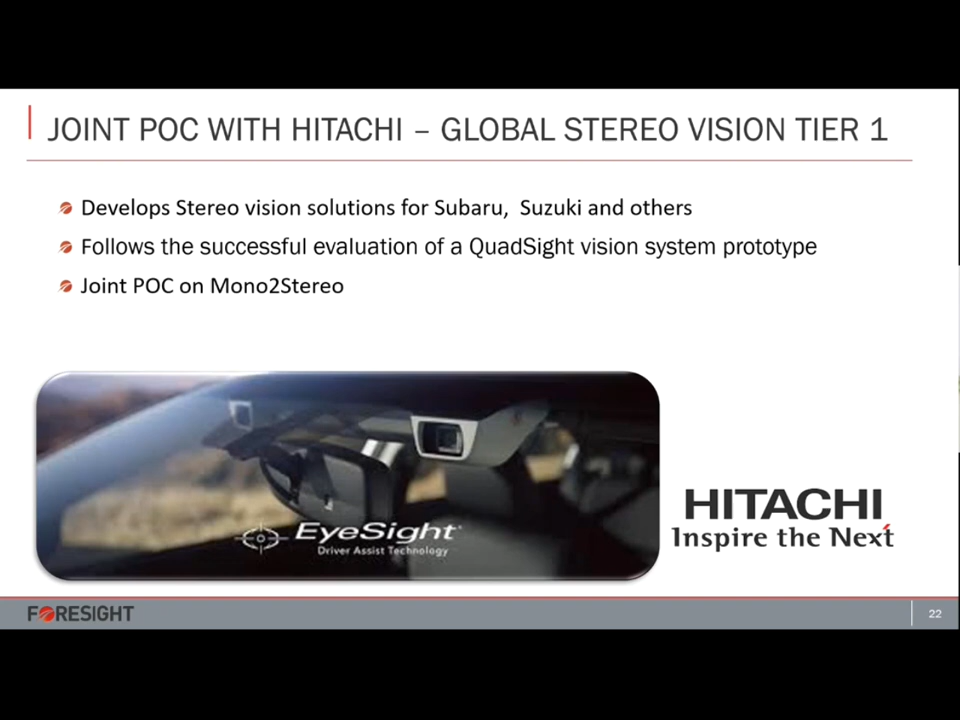 JOINT POC WITH HITACHI – GLOBAL STEREO VISION TIER 1
Develops Stereo vision solutions for Subaru, Suzuki and others
Follows the successful evaluation of a QuadSight vision system prototype
Joint POC on Mono2Stereo
EyeSight
Driver Assist Technology
HITACHI
Inspire the Next
FORESIGHT
22